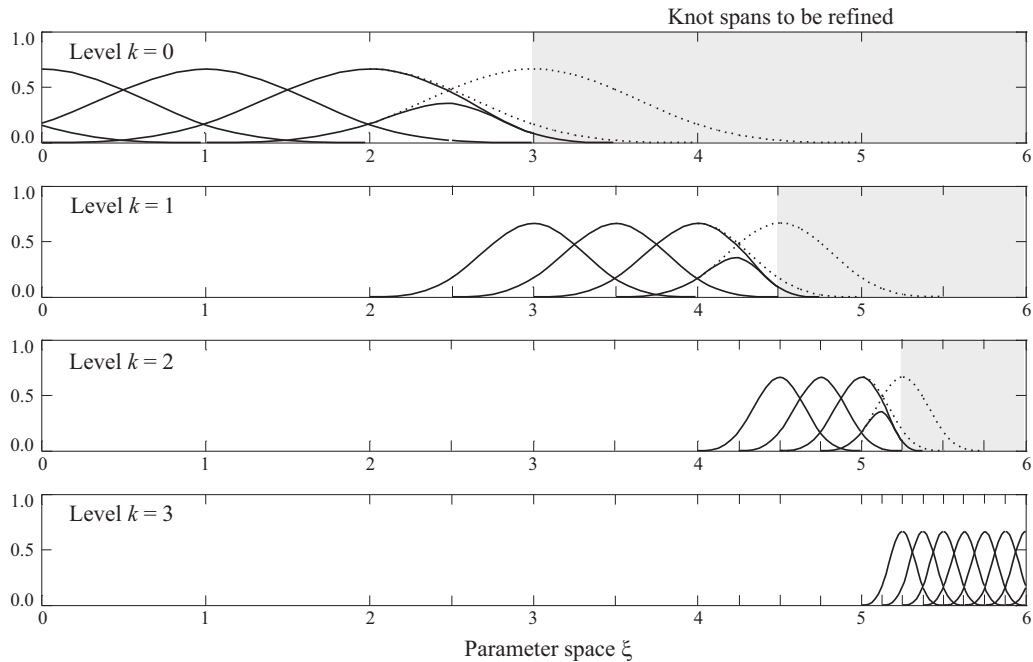 Knot spans to be refined
1.0
Level k = 0
0.5
0.0
0 1 2 3 4 5 6
1.0
Level k = 1
0.5
0.0
0 1 2 3 4 5 6
1.0
Level k = 2
0.5
0.0
0 1 2 3 4 5 6
1.0
Level k = 3
0.5
0.0
0 1 2 3 4 5 6
Parameter space ξ